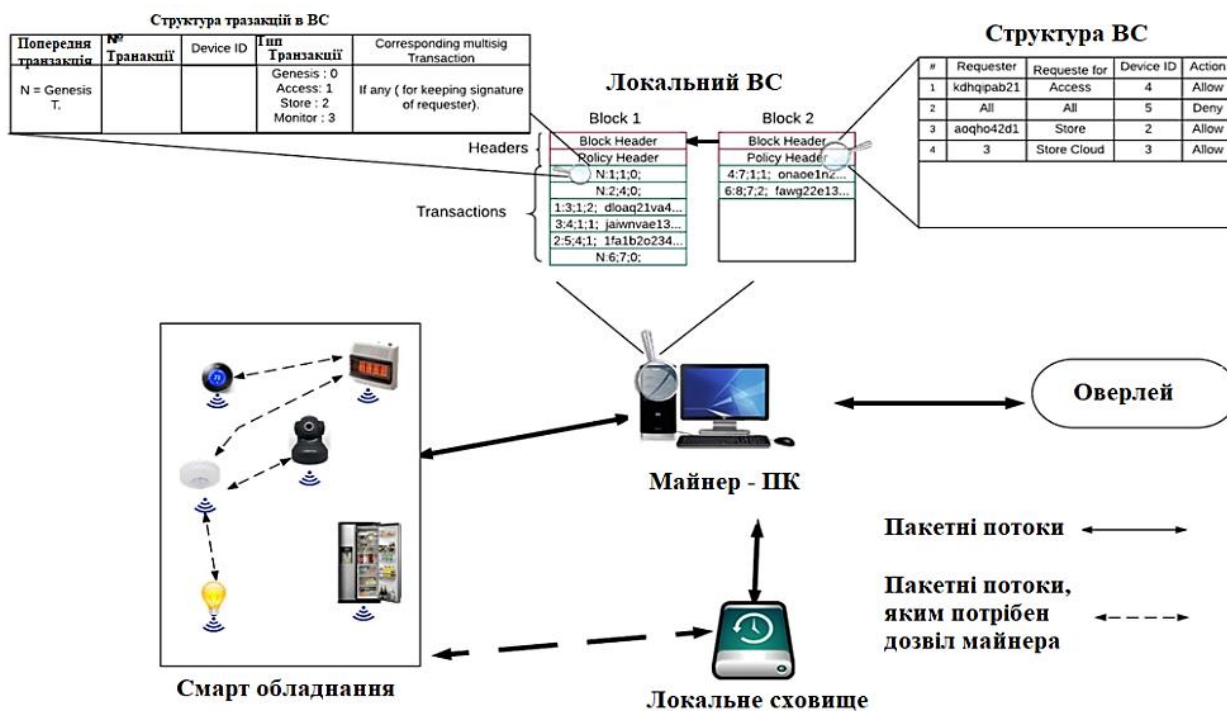 Структура тразакцій в BC
Попередня транзакція
№ Транакції
Device ID
Тип Транзакції
Corresponding multisig Transaction
N = Genesis T,
Genesis : 0
Access: 1
Store : 2
Monitor : 3
If any ( for keeping signature of requester).
Структура BC
# Requester Requeste for Device ID Action
1 kdhqipab21 Access 4 Allow
2 All All 5 Deny
3 aoqho42d1 Store 2 Allow
4 3 Store Cloud 3 Allow
Локальний BC
Block 1
Block 2
Headers
Block Header
Policy Header
Block Header
Policy Header
Transactions
N:1;1;0;
N:2;4;0;
1:3;1;2; dloaq21va4...
3:4;1;1; jaiwnvae13...
2:5;4;1; 1fa1b2o234...
N:6;7;0;
4:7;1;1; onaoe1n2...
6:8;7;2; fawg22e13...
Оверлей
Майнер - ПК
Пакетні потоки
Пакетні потоки,
яким потрібен
дозвіл майнера
Смарт обладнання
Локальне сховище